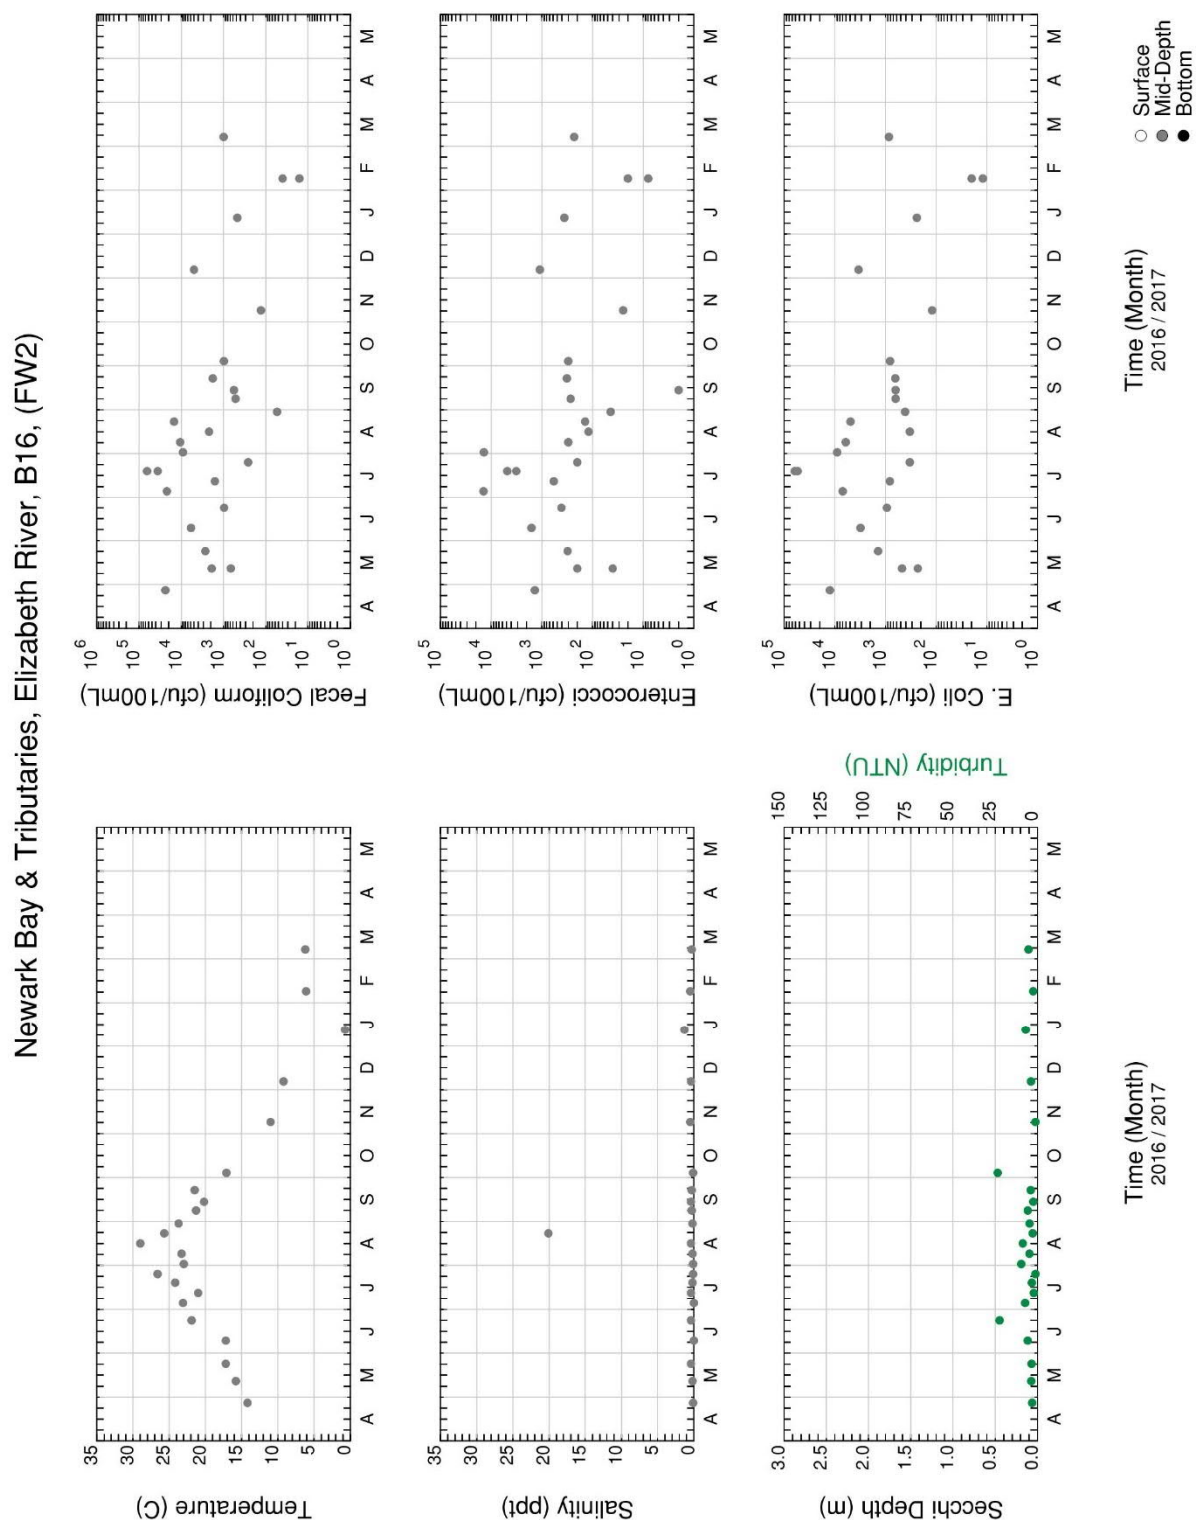 Newark Bay & Tributaries, Elizabeth River, B16, (FW2)
Temperature (C)
35
30
25
20
15
10
5
0
A M J J A S O N D J F M A M
Salinity (ppt)
35
30
25
20
15
10
5
0
A M J J A S O N D J F M A M
Secchi Depth (m)
3.0
2.5
2.0
1.5
1.0
0.5
0.0
Turbidity (NTU)
150
125
100
75
50
25
0
A M J J A S O N D J F M A M
Time (Month)
2016 / 2017
Fecal Coliform (cfu/100mL)
10 6
10 5
10 4
10 3
10 2
10 1
10 0
A M J J A S O N D J F M A M
Enterococci (cfu/100mL)
10 5
10 4
10 3
10 2
10 1
10 0
A M J J A S O N D J F M A M
E. Coli (cfu/100mL)
10 5
10 4
10 3
10 2
10 1
10 0
A M J J A S O N D J F M A M
Time (Month)
2016 / 2017
Surface
Mid-Depth
Bottom